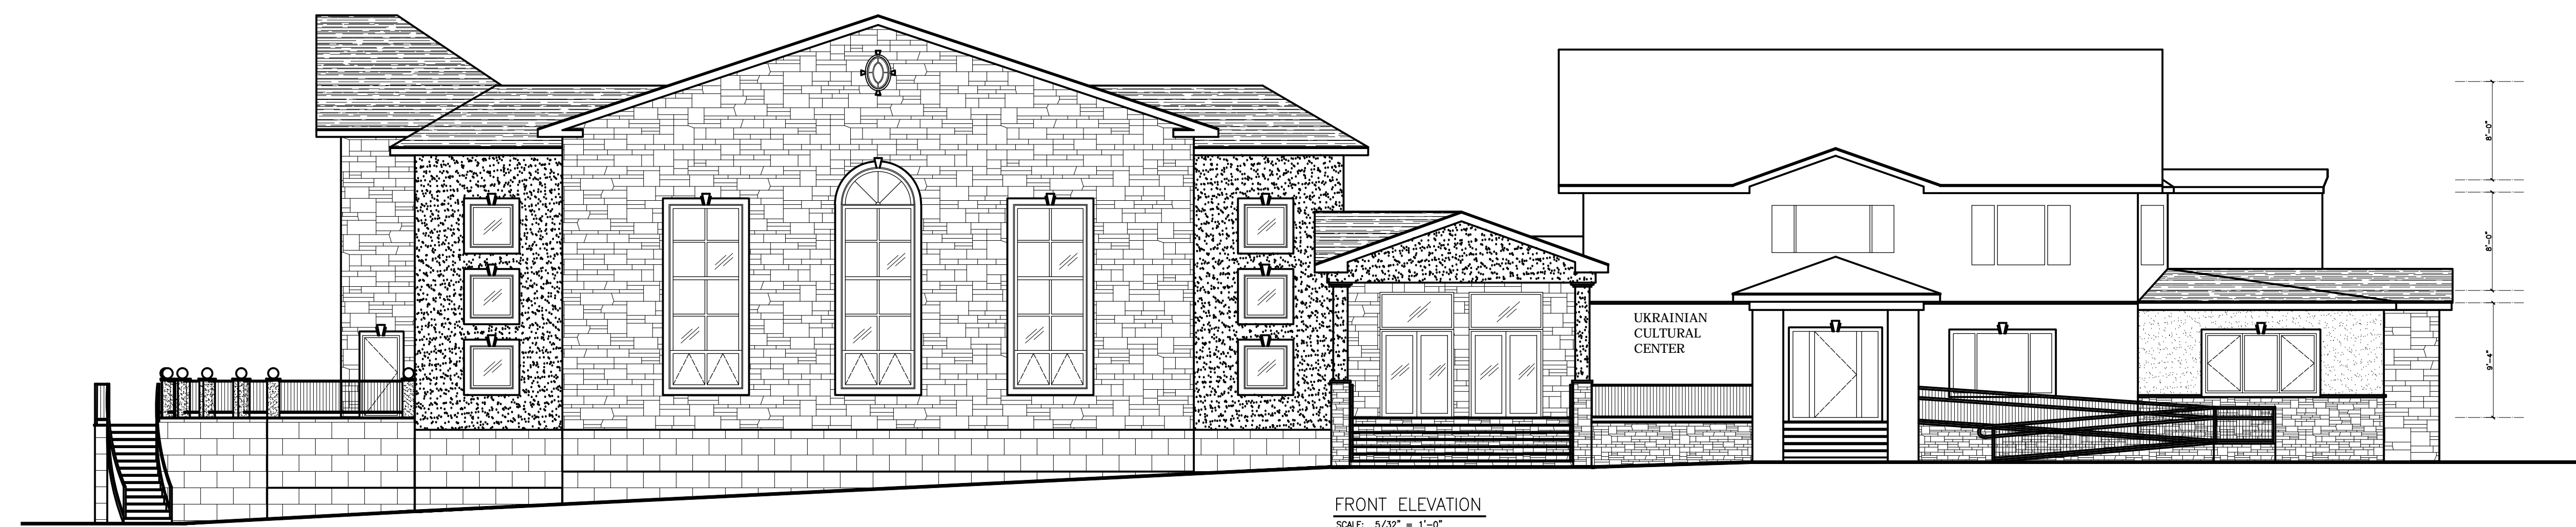 8'-0"
8'-0"
UKRAINIAN
CULTURAL
CENTER
9'-4"
FRONT ELEVATION
SCALE: 5/32" = 1'-0"